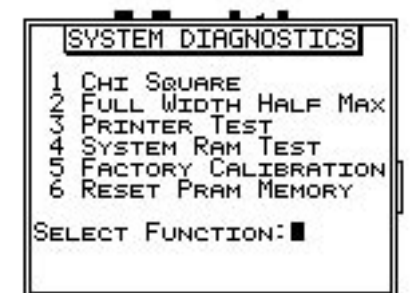 SYSTEM DIAGNOSTICS
1 CHI SQUARE
2 FULL WIDTH HALF MAX
3 PRINTER TEST
4 SYSTEM RAM TEST
5 FACTORY CALIBRATION
6 RESET PRAM MEMORY
SELECT FUNCTION: